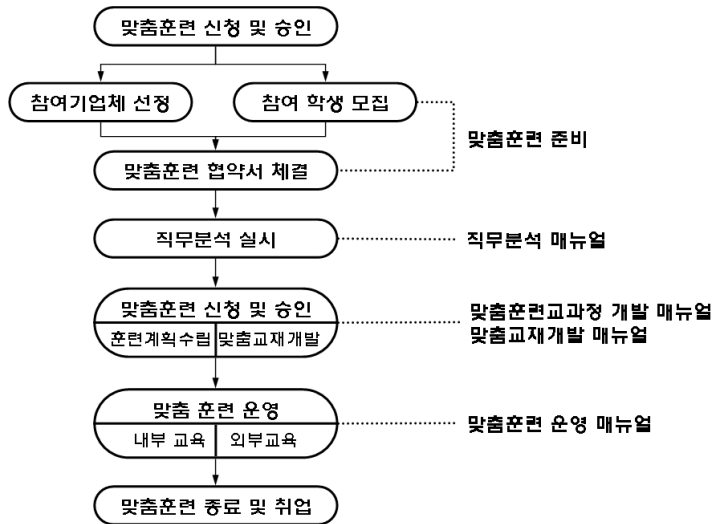 맞춤훈련 신청 및 승인
참여기업체 선정
참여 학생 모집
맞춤훈련 준비
맞춤훈련 협약서 체결
직무분석 실시
직무분석 매뉴얼
맞춤훈련 신청 및 승인
훈련계획수립
맞춤교재개발
맞춤훈련교과정 개발 매뉴얼
맞춤교재개발 매뉴얼
맞춤 훈련 운영
내부 교육
외부교육
맞춤훈련 운영 매뉴얼
맞춤훈련 종료 및 취업